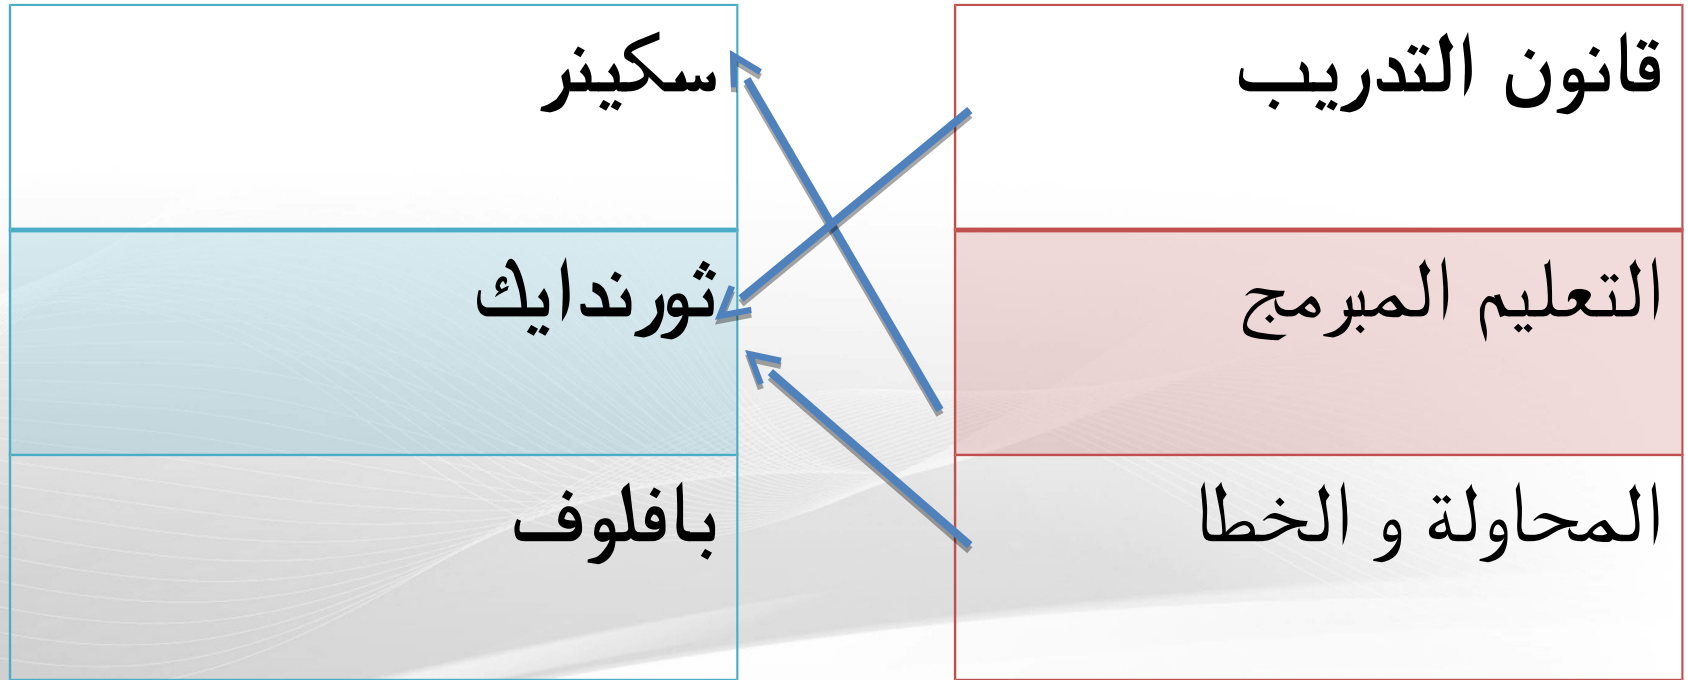 قانون التدريب
سكينر
التعليم المبرمج
ثورندايك
المحاولة و الخطا
بافلوف